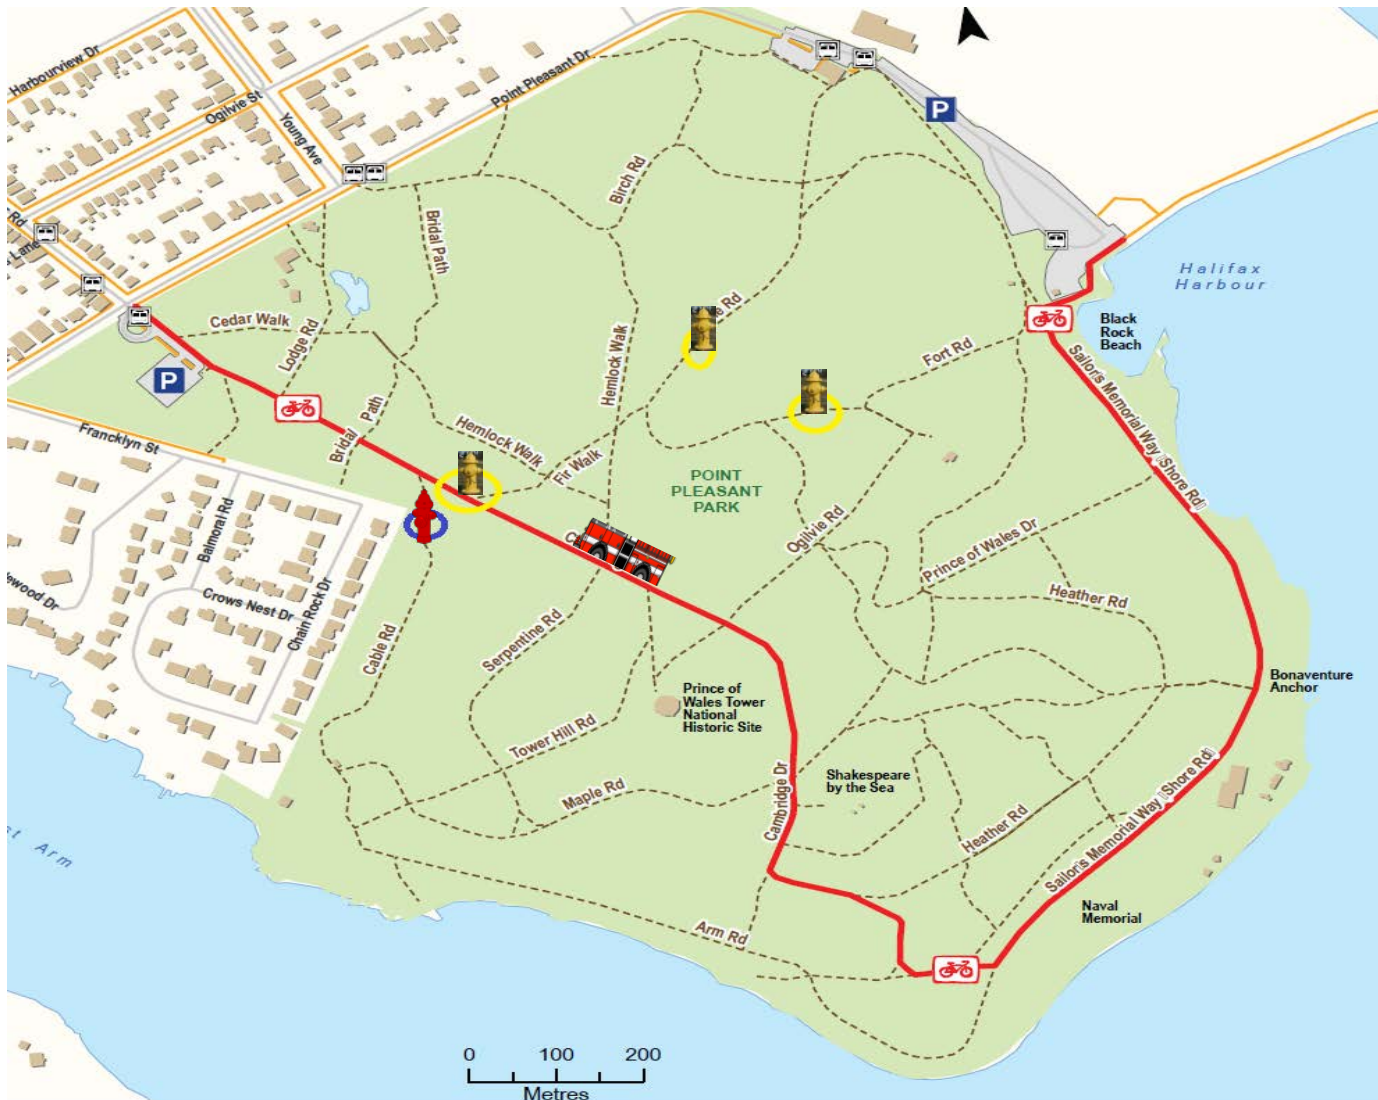 Harbourview Dr
Ogilvie St
Young Ave
Point Pleasant Dr
P
Rd
Lane
Birch Rd
Bridal Path
Halifax
Harbour
Cedar Walk
Lodge Rd
Hemlock Walk
Rd
Fort Rd
Black
Rock
Beach
P
Sailor's Memorial Way (Shore Rd)
Francklyn St
Bridal Path
Hemlock Walk
Fir Walk
POINT
PLEASANT
PARK
Balmoral Rd
Ogilvie Rd
Prince of Wales Dr
Crows Nest Dr
Chain Rock Dr
Heather Rd
Cable Rd
Serpentine Rd
Prince of
Wales Tower
National
Historic Site
Bonaventure
Anchor
Tower Hill Rd
Shakespeare
by the Sea
Maple Rd
Cambridge Dr
Heather Rd
Sailor's Memorial Way (Shore Rd)
Arm
Naval
Memorial
Arm Rd
0 100 200
Metres